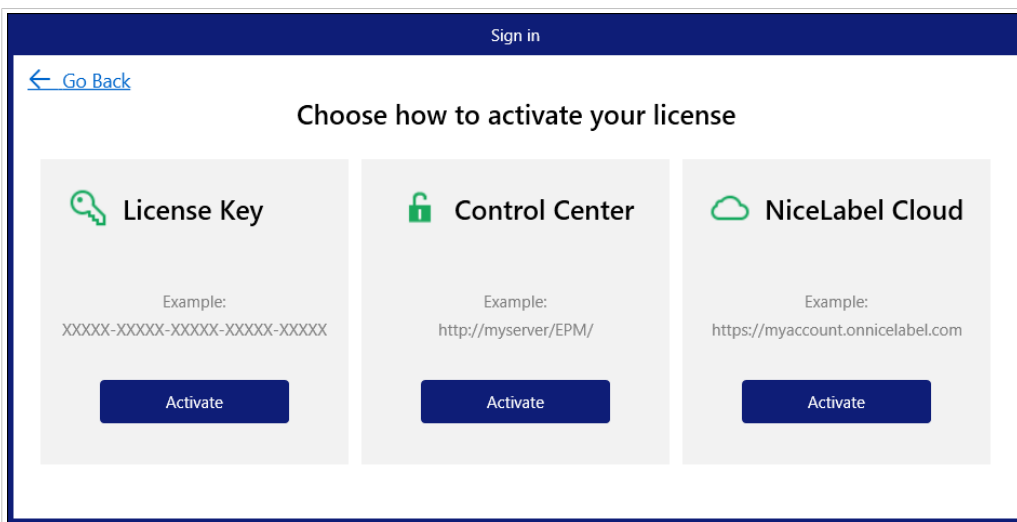 Sign in
Go Back
Choose how to activate your license
License Key
Example:
XXXXX-XXXXX-XXXXX-XXXXX-XXXXX
Activate
Control Center
Example:
http://myserver/EPM/
Activate
NiceLabel Cloud
Example:
https://myaccount.onnicelabel.com
Activate